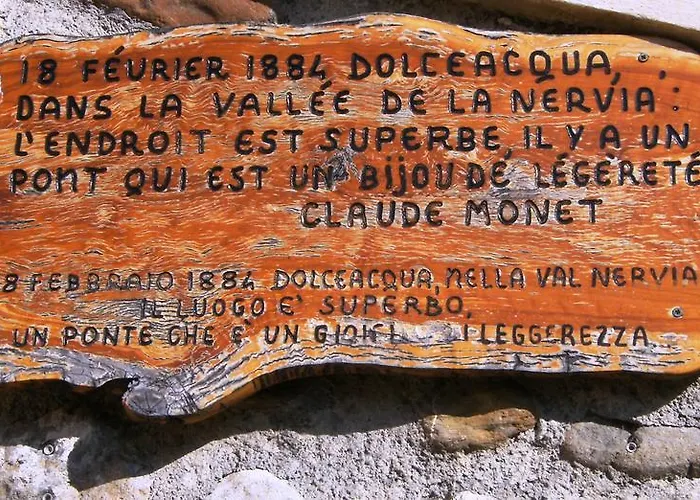 18 FÉVRIER 1884 DOLCEACQUA,
DANS LA VALLÉE DE LA NERVIA:
L'ENDROIT EST SUPERBE, IL Y A UN
PONT QUI EST UN BIJOU DE LÉGÈRETÉ
CLAUDE MONET
8 FEBBRAIO 1884 DOLCEACQUA, NELLA VAL NERVIA
IL LUOGO E' SUPERBO,
UN PONTE CHE E' UN LEGGEREZZA